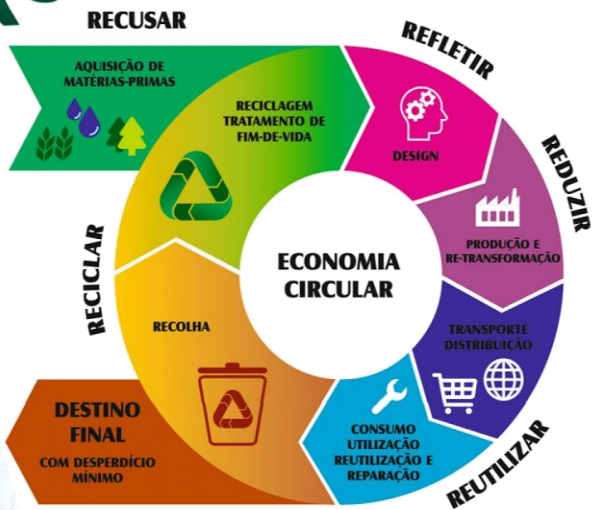 RECUSAR
AQUISIÇÃO DE
MATÉRIAS-PRIMAS
RECICLAGEM
TRATAMENTO DE
FIM-DE-VIDA
REFLETIR
DESIGN
REDUZIR
PRODUÇÃO E
RE-TRANSFORMAÇÃO
ECONOMIA
CIRCULAR
TRANSPORTE
DISTRIBUIÇÃO
REUTILIZAR
CONSUMO
UTILIZAÇÃO
REUTILIZAÇÃO E
REPARAÇÃO
RECICLAR
RECOLHA
DESTINO
FINAL
COM DESPERDÍCIO
MÍNIMO